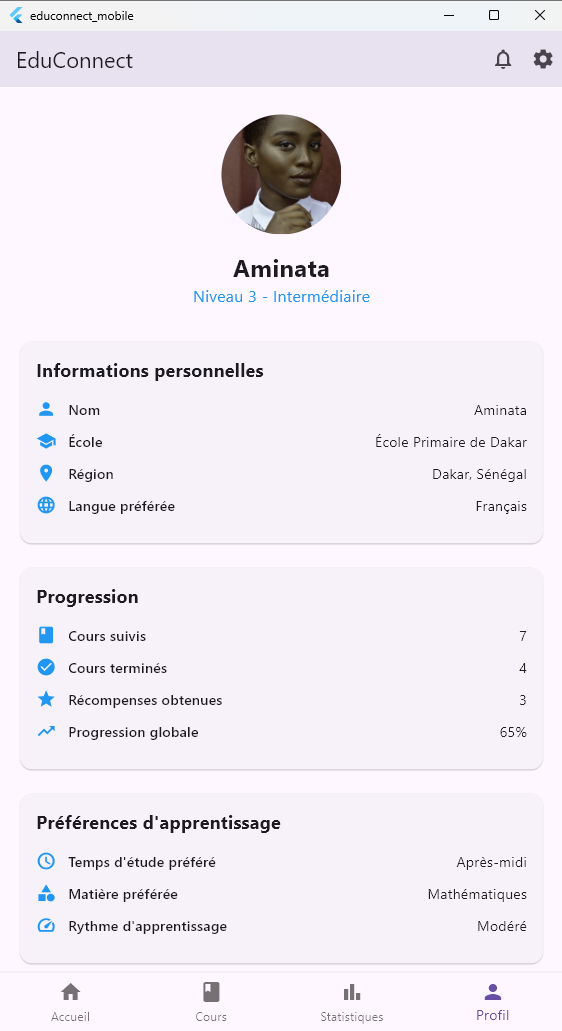 educonnect_mobile
EduConnect
Aminata
Niveau 3 - Intermédiaire
Informations personnelles
Nom Aminata
École École Primaire de Dakar
Région Dakar, Sénégal
Langue préférée Français
Progression
Cours suivis 7
Cours terminés 4
Récompenses obtenues 3
Progression globale 65%
Préférences d'apprentissage
Temps d'étude préféré Après-midi
Matière préférée Mathématiques
Rythme d'apprentissage Modéré
Accueil Cours Statistiques Profil